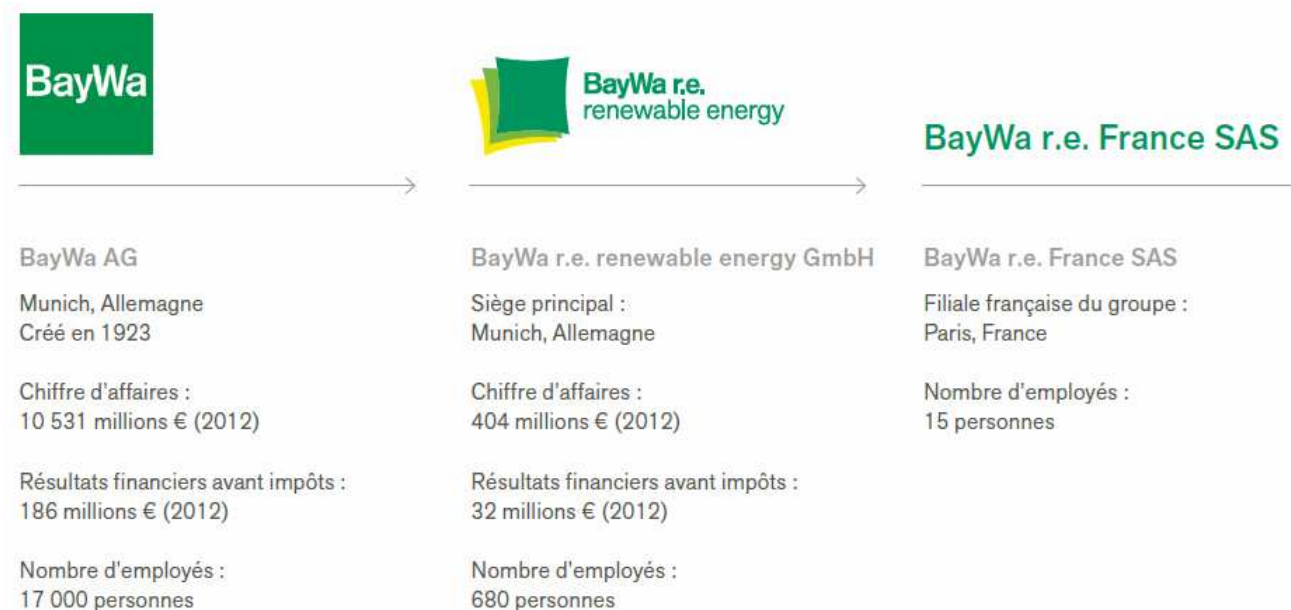 BayWa
BayWa AG
Munich, Allemagne
Créé en 1923
Chiffre d'affaires :
10 531 millions € (2012)
Résultats financiers avant impôts :
186 millions € (2012)
Nombre d'employés :
17 000 personnes
BayWa r.e.
renewable energy
BayWa r.e. renewable energy GmbH
Siège principal :
Munich, Allemagne
Chiffre d'affaires :
404 millions € (2012)
Résultats financiers avant impôts :
32 millions € (2012)
Nombre d'employés :
680 personnes
BayWa r.e. France SAS
BayWa r.e. France SAS
Filiale française du groupe :
Paris, France
Nombre d'employés :
15 personnes